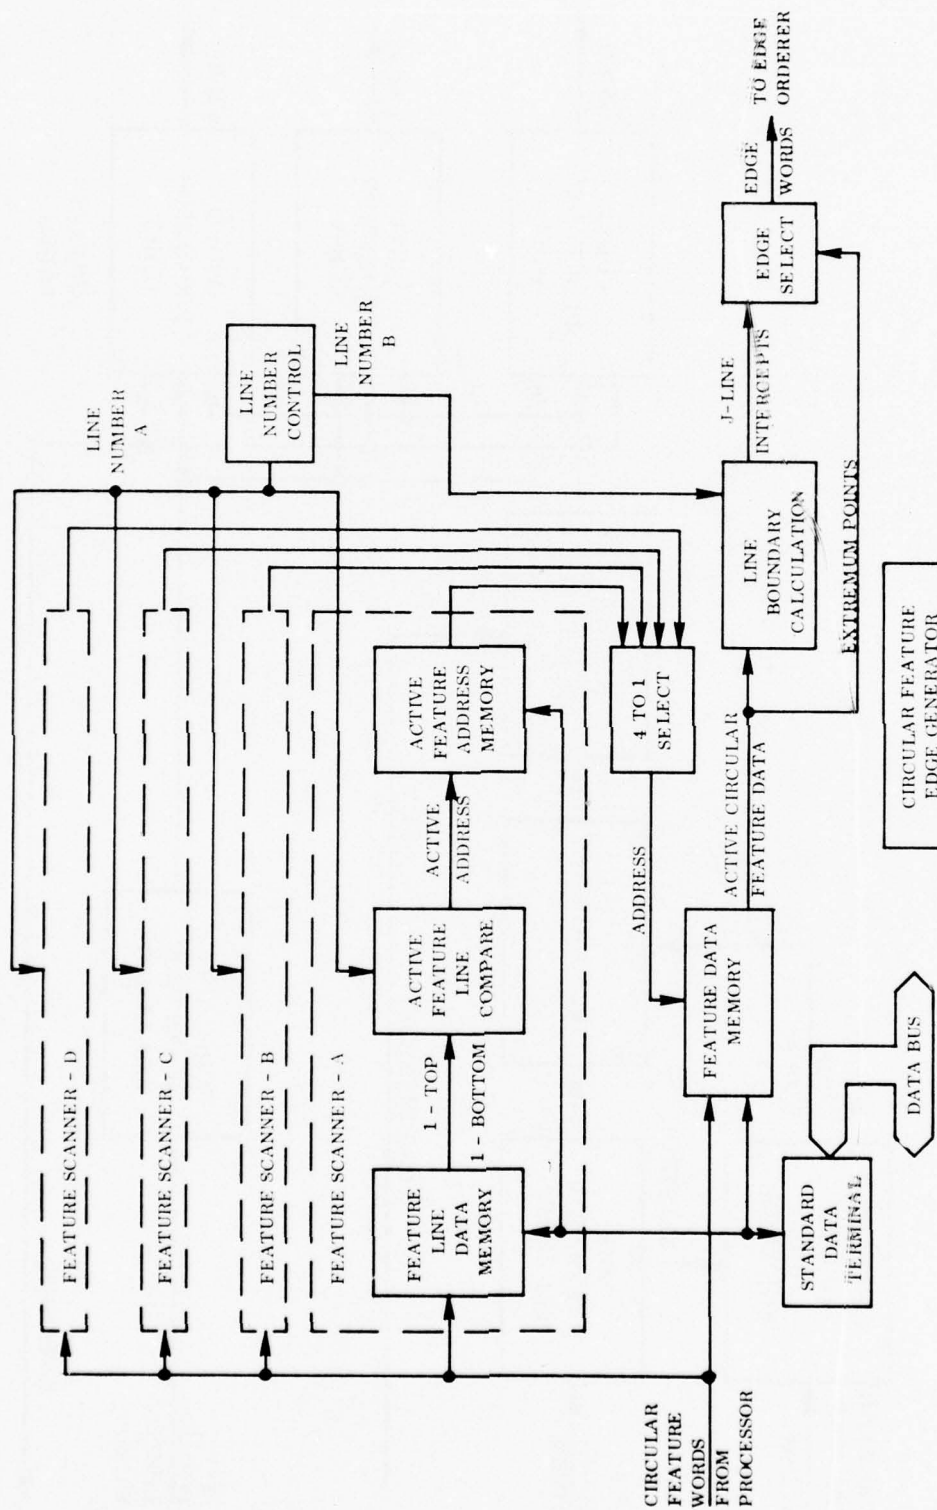 FEATURE SCANNER - D
FEATURE SCANNER - C
FEATURE SCANNER - B
FEATURE SCANNER - A
LINE
NUMBER
A
LINE
NUMBER
CONTROL
LINE
NUMBER
B
FEATURE
LINE
DATA
MEMORY
1 - TOP
1 - BOTTOM
ACTIVE
FEATURE
LINE
COMPARE
ACTIVE
ADDRESS
ACTIVE
FEATURE
ADDRESS
MEMORY
4 TO 1
SELECT
ADDRESS
CIRCULAR
FEATURE
WORDS
FROM
PROCESSOR
FEATURE DATA
MEMORY
ACTIVE CIRCULAR
FEATURE DATA
LINE
BOUNDARY
CALCULATION
J-LINE
INTERCEPTS
EDGE
SELECT
EDGE
WORDS
TO EDGE
ORDERER
EXTREMUM POINTS
STANDARD
DATA
TERMINAL
DATA BUS
CIRCULAR FEATURE
EDGE GENERATOR